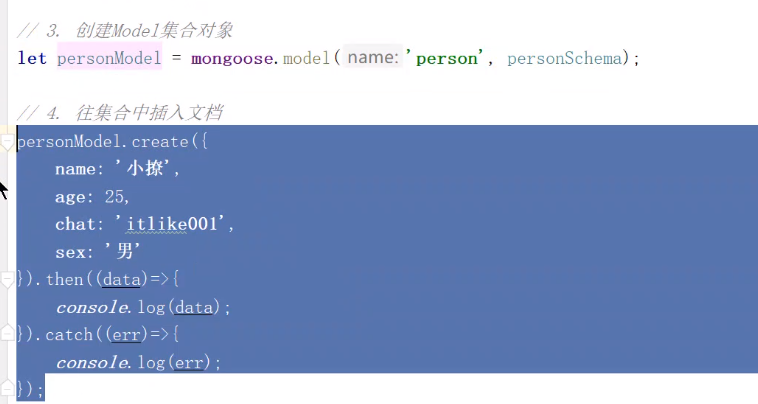 // 3. 创建Model集合对象
let personModel = mongoose.model( name: 'person', personSchema);
// 4. 往集合中插入文档
personModel.create({
name: '小撩',
age: 25,
chat: 'itlike001',
sex: '男'
}).then((data)=>{
console.log(data);
}).catch((err)=>{
console.log(err);
});